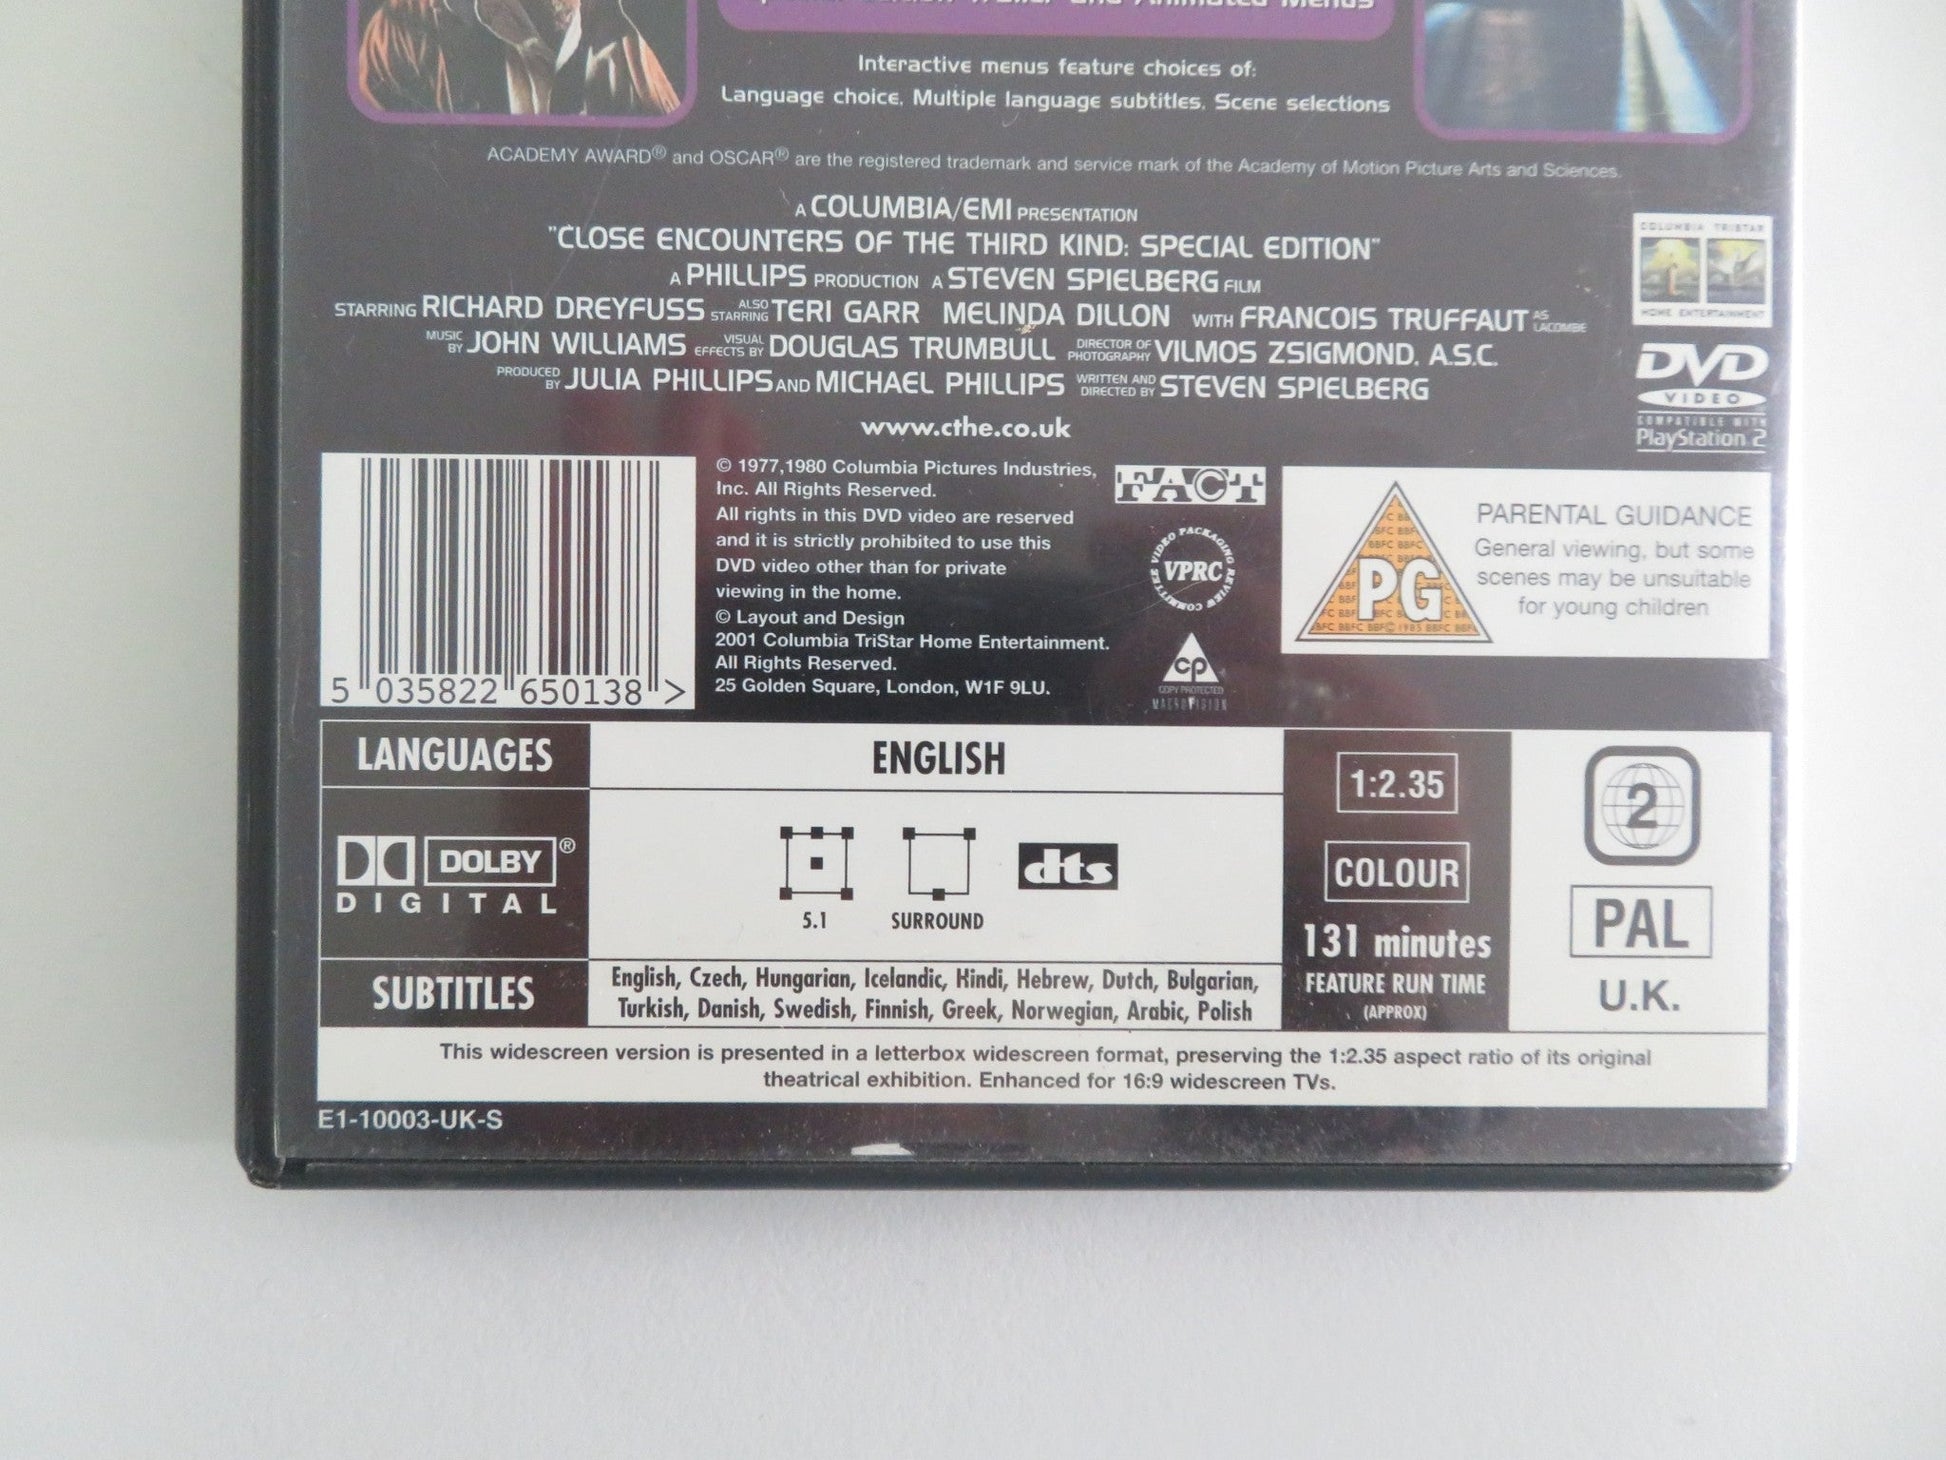 Animated Menus
Interactive menus feature choices of:
Language choice, Multiple language subtitles, Scene selections
ACADEMY AWARD® and OSCAR® are the registered trademark and service mark of the Academy of Motion Picture Arts and Sciences.
A COLUMBIA/EMI PRESENTATION
"CLOSE ENCOUNTERS OF THE THIRD KIND: SPECIAL EDITION"
A PHILLIPS PRODUCTION A STEVEN SPIELBERG FILM
STARRING RICHARD DREYFUSS ALSO STARRING TERI GARR MELINDA DILLON WITH FRANCOIS TRUFFAUT AS LACOMBE
MUSIC BY JOHN WILLIAMS VISUAL EFFECTS BY DOUGLAS TRUMBULL DIRECTOR OF PHOTOGRAPHY VILMOS ZSIGMOND, A.S.C.
PRODUCED BY JULIA PHILLIPS AND MICHAEL PHILLIPS WRITTEN AND DIRECTED BY STEVEN SPIELBERG
www.cthe.co.uk
COLUMBIA TRISTAR
HOME ENTERTAINMENT
DVD
VIDEO
COMPATIBLE WITH
PlayStation 2
5 035822 650138 >
© 1977,1980 Columbia Pictures Industries,
Inc. All Rights Reserved.
All rights in this DVD video are reserved
and it is strictly prohibited to use this
DVD video other than for private
viewing in the home.
© Layout and Design
2001 Columbia TriStar Home Entertainment.
All Rights Reserved.
25 Golden Square, London, W1F 9LU.
FACT
VIDEO PACKAGING REVIEW COMMITTEE
VPRC
cp
COPY PROTECTED
MACROVISION
PG
PARENTAL GUIDANCE
General viewing, but some
scenes may be unsuitable
for young children
LANGUAGES
ENGLISH
DOLBY®
DIGITAL
5.1
SURROUND
dts
SUBTITLES
English, Czech, Hungarian, Icelandic, Hindi, Hebrew, Dutch, Bulgarian,
Turkish, Danish, Swedish, Finnish, Greek, Norwegian, Arabic, Polish
1:2.35
COLOUR
131 minutes
FEATURE RUN TIME
(APPROX)
2
PAL
U.K.
This widescreen version is presented in a letterbox widescreen format, preserving the 1:2.35 aspect ratio of its original
theatrical exhibition. Enhanced for 16:9 widescreen TVs.
E1-10003-UK-S